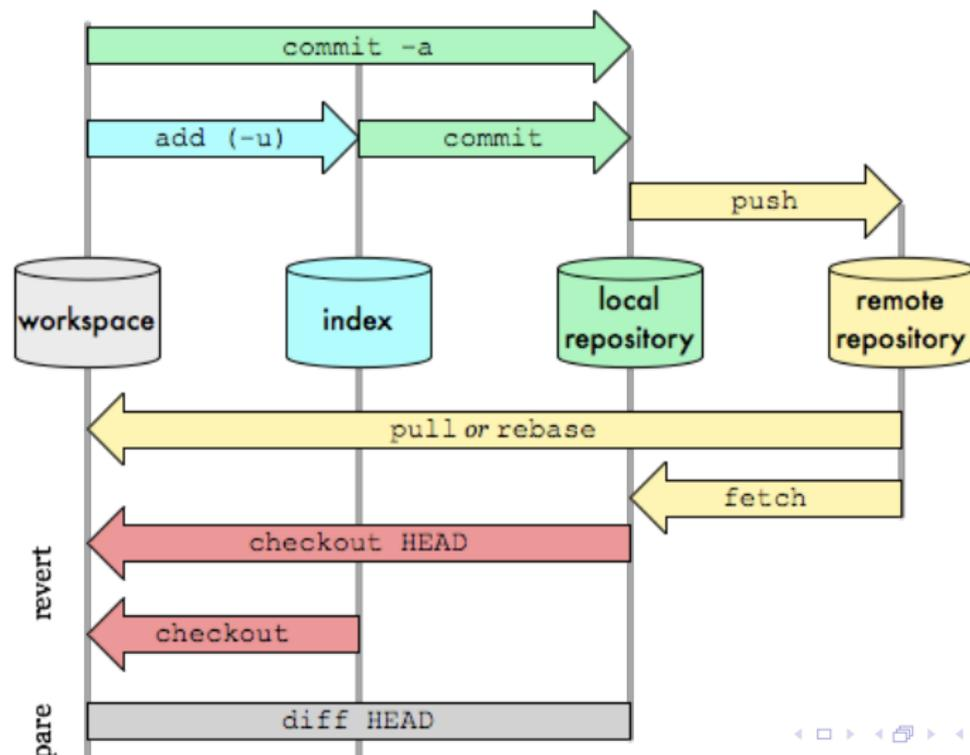 commit -a
add (-u)
commit
push
workspace
index
local
repository
remote
repository
pull or rebase
fetch
revert
checkout HEAD
checkout
pare
diff HEAD